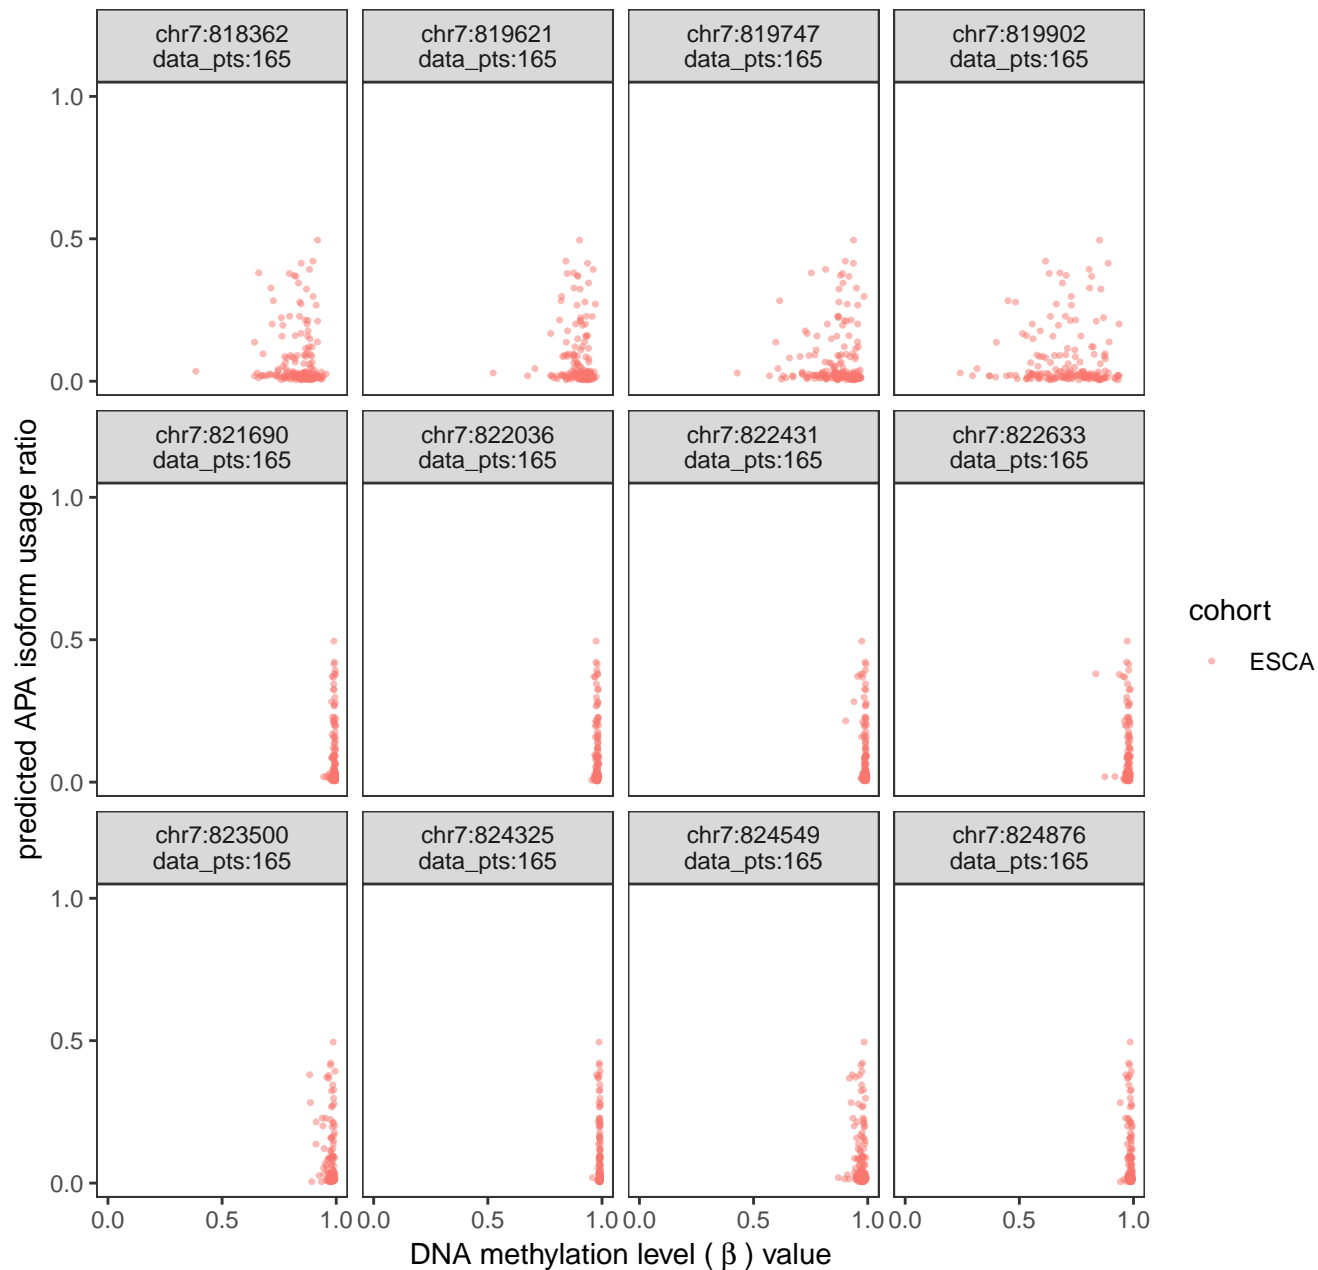 chr7:818362
data_pts:165
chr7:819621
data_pts:165
chr7:819747
data_pts:165
chr7:819902
data_pts:165
1.0
0.5
0.0
chr7:821690
data_pts:165
chr7:822036
data_pts:165
chr7:822431
data_pts:165
chr7:822633
data_pts:165
1.0
0.5
0.0
chr7:823500
data_pts:165
chr7:824325
data_pts:165
chr7:824549
data_pts:165
chr7:824876
data_pts:165
1.0
0.5
0.0
0.0 0.5 1.0
0.0 0.5 1.0
0.0 0.5 1.0
0.0 0.5 1.0
DNA methylation level ( β ) value
predicted APA isoform usage ratio
cohort
ESCA